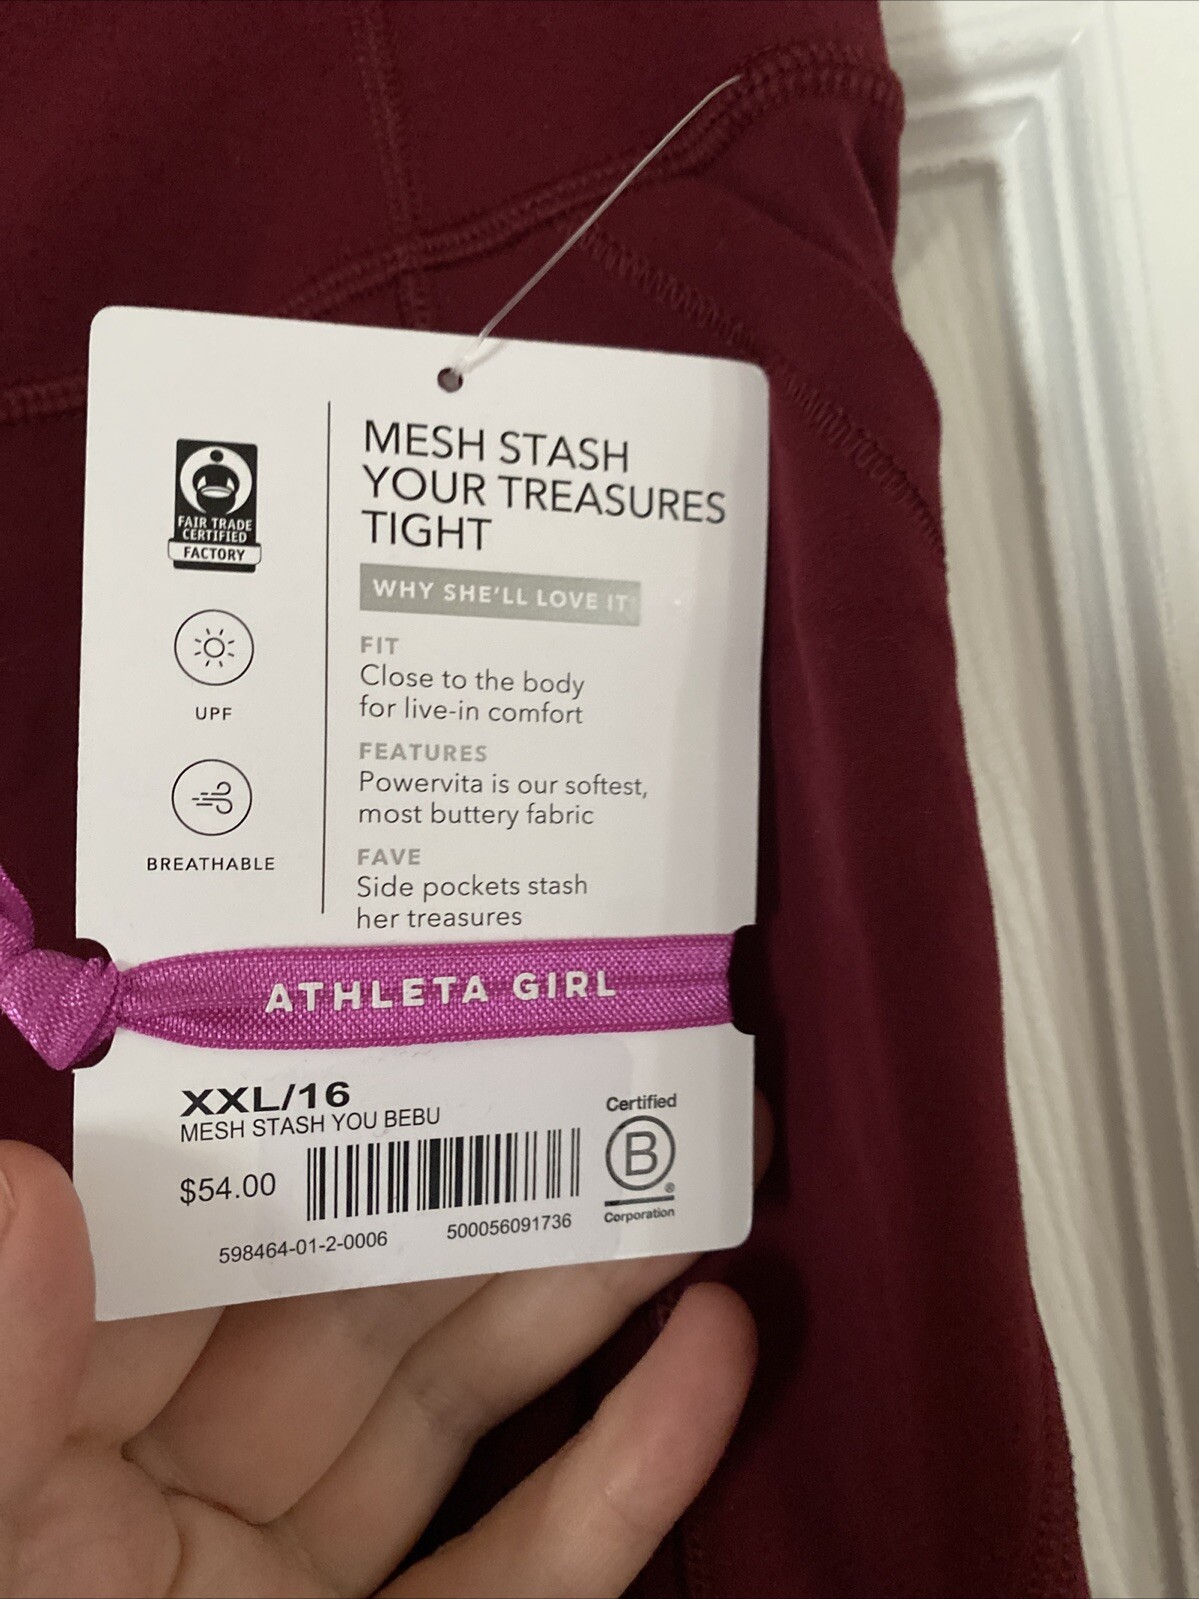 MESH STASH
YOUR TREASURES
TIGHT
WHY SHE'LL LOVE IT
FIT
Close to the body
for live-in comfort
FEATURES
Powervita is our softest,
most buttery fabric
FAVE
Side pockets stash
her treasures
FAIR TRADE
CERTIFIED
FACTORY
UPF
BREATHABLE
ATHLETA GIRL
XXL/16
MESH STASH YOU BEBU
$54.00
598464-01-2-0006
500056091736
Certified
B
®
Corporation